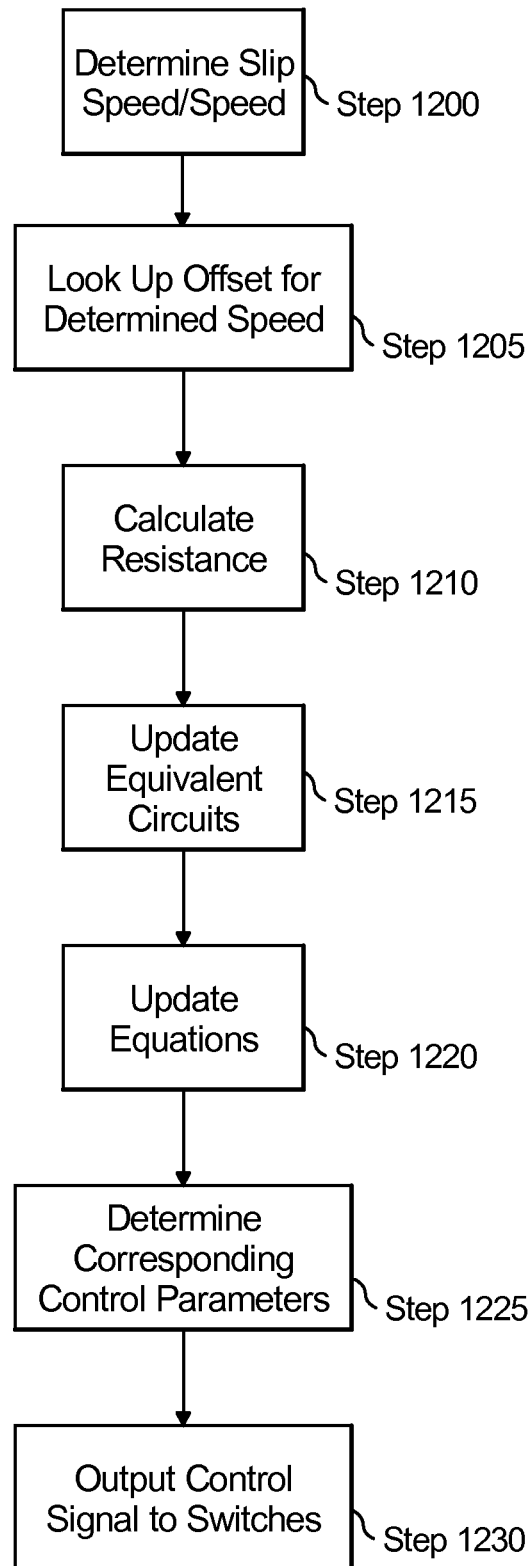 Determine Slip
Speed/Speed
Step 1200
Look Up Offset for
Determined Speed
Step 1205
Calculate
Resistance
Step 1210
Update
Equivalent
Circuits
Step 1215
Update
Equations
Step 1220
Determine
Corresponding
Control Parameters
Step 1225
Output Control
Signal to Switches
Step 1230